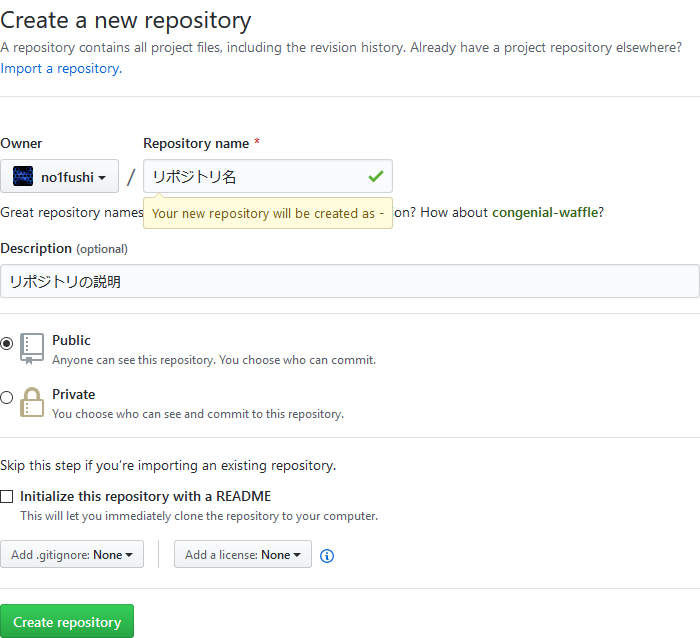 Create a new repository
A repository contains all project files, including the revision history. Already have a project repository elsewhere?
Import a repository.
Owner
Repository name *
no1fushi
/
リポジトリ名
Great repository names
Your new repository will be created as -
on? How about congenial-waffle?
Description (optional)
リポジトリの説明
Public
Anyone can see this repository. You choose who can commit.
Private
You choose who can see and commit to this repository.
Skip this step if you’re importing an existing repository.
Initialize this repository with a README
This will let you immediately clone the repository to your computer.
Add .gitignore: None
Add a license: None
Create repository